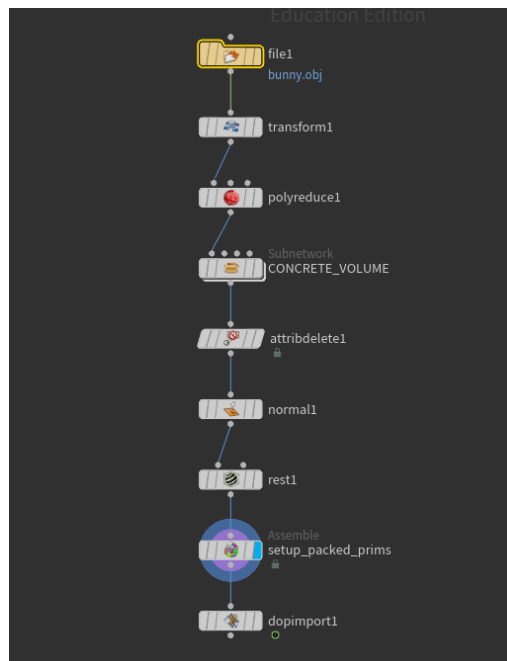 Education Edition
file1
bunny.obj
transform1
polyreduce1
Subnetwork
CONCRETE_VOLUME
attribdelete1
normal1
rest1
Assemble
setup_packed_prims
dopimport1